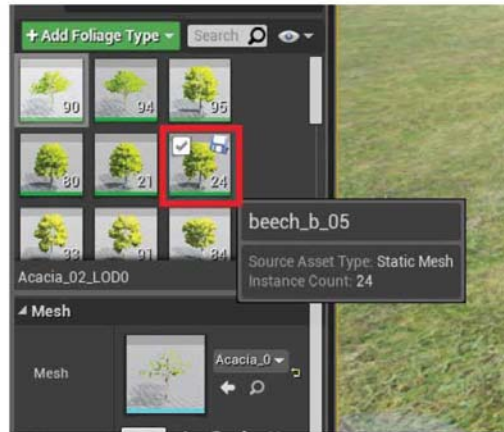 + Add Foliage Type
Search
90
94
95
80
21
24
33
91
84
beech_b_05
Source Asset Type: Static Mesh
Instance Count: 24
Acacia_02_LOD0
Mesh
Mesh
Acacia_0